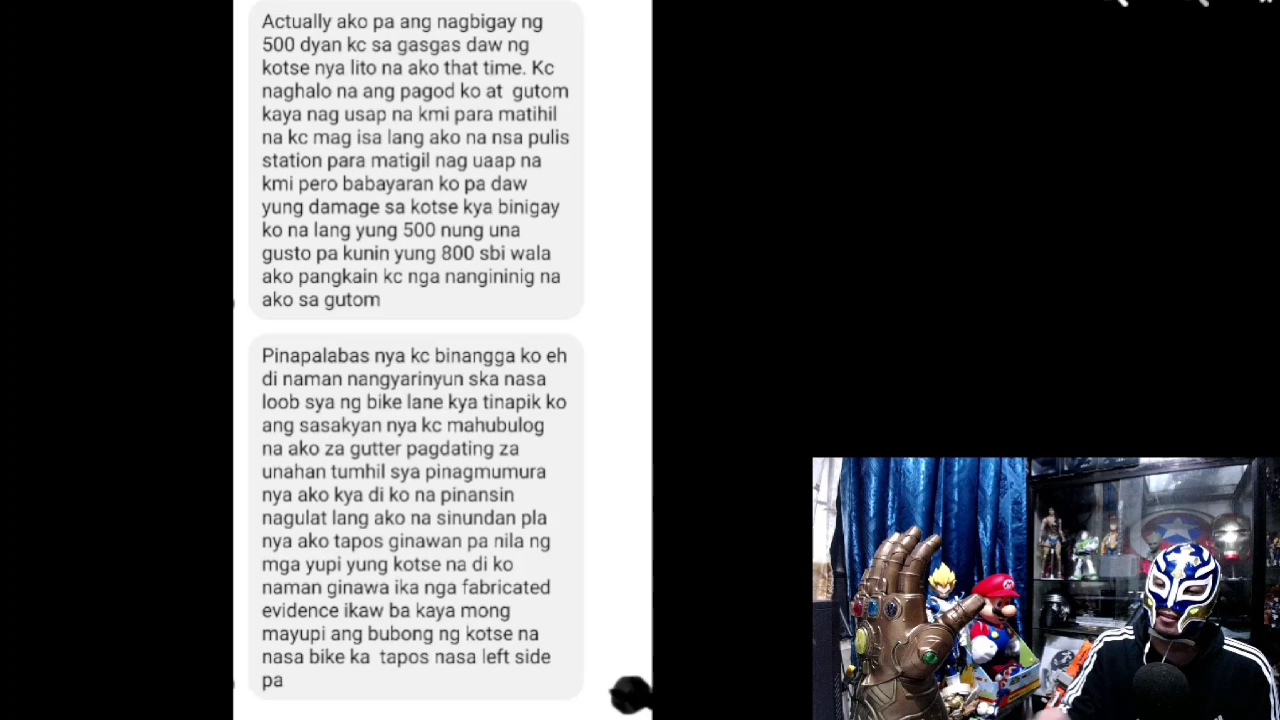 Actually ako pa ang nagbigay ng
500 dyan kc sa gasgas daw ng
kotse nya lito na ako that time. Kc
naghalo na ang pagod ko at gutom
kaya nag usap na kmi para matihil
na kc mag isa lang ako na nsa pulis
station para matigil nag uaap na
kmi pero babayaran ko pa daw
yung damage sa kotse kya binigay
ko na lang yung 500 nung una
gusto pa kunin yung 800 sbi wala
ako pangkain kc nga nangininig na
ako sa gutom
Pinapalabas nya kc binangga ko eh
di naman nangyarinyun ska nasa
loob sya ng bike lane kya tinapik ko
ang sasakyan nya kc mahubulog
na ako za gutter pagdating za
unahan tumhil sya pinagmumura
nya ako kya di ko na pinansin
nagulat lang ako na sinundan pla
nya ako tapos ginawan pa nila ng
mga yupi yung kotse na di ko
naman ginawa ika nga fabricated
evidence ikaw ba kaya mong
mayupi ang bubong ng kotse na
nasa bike ka tapos nasa left side
pa